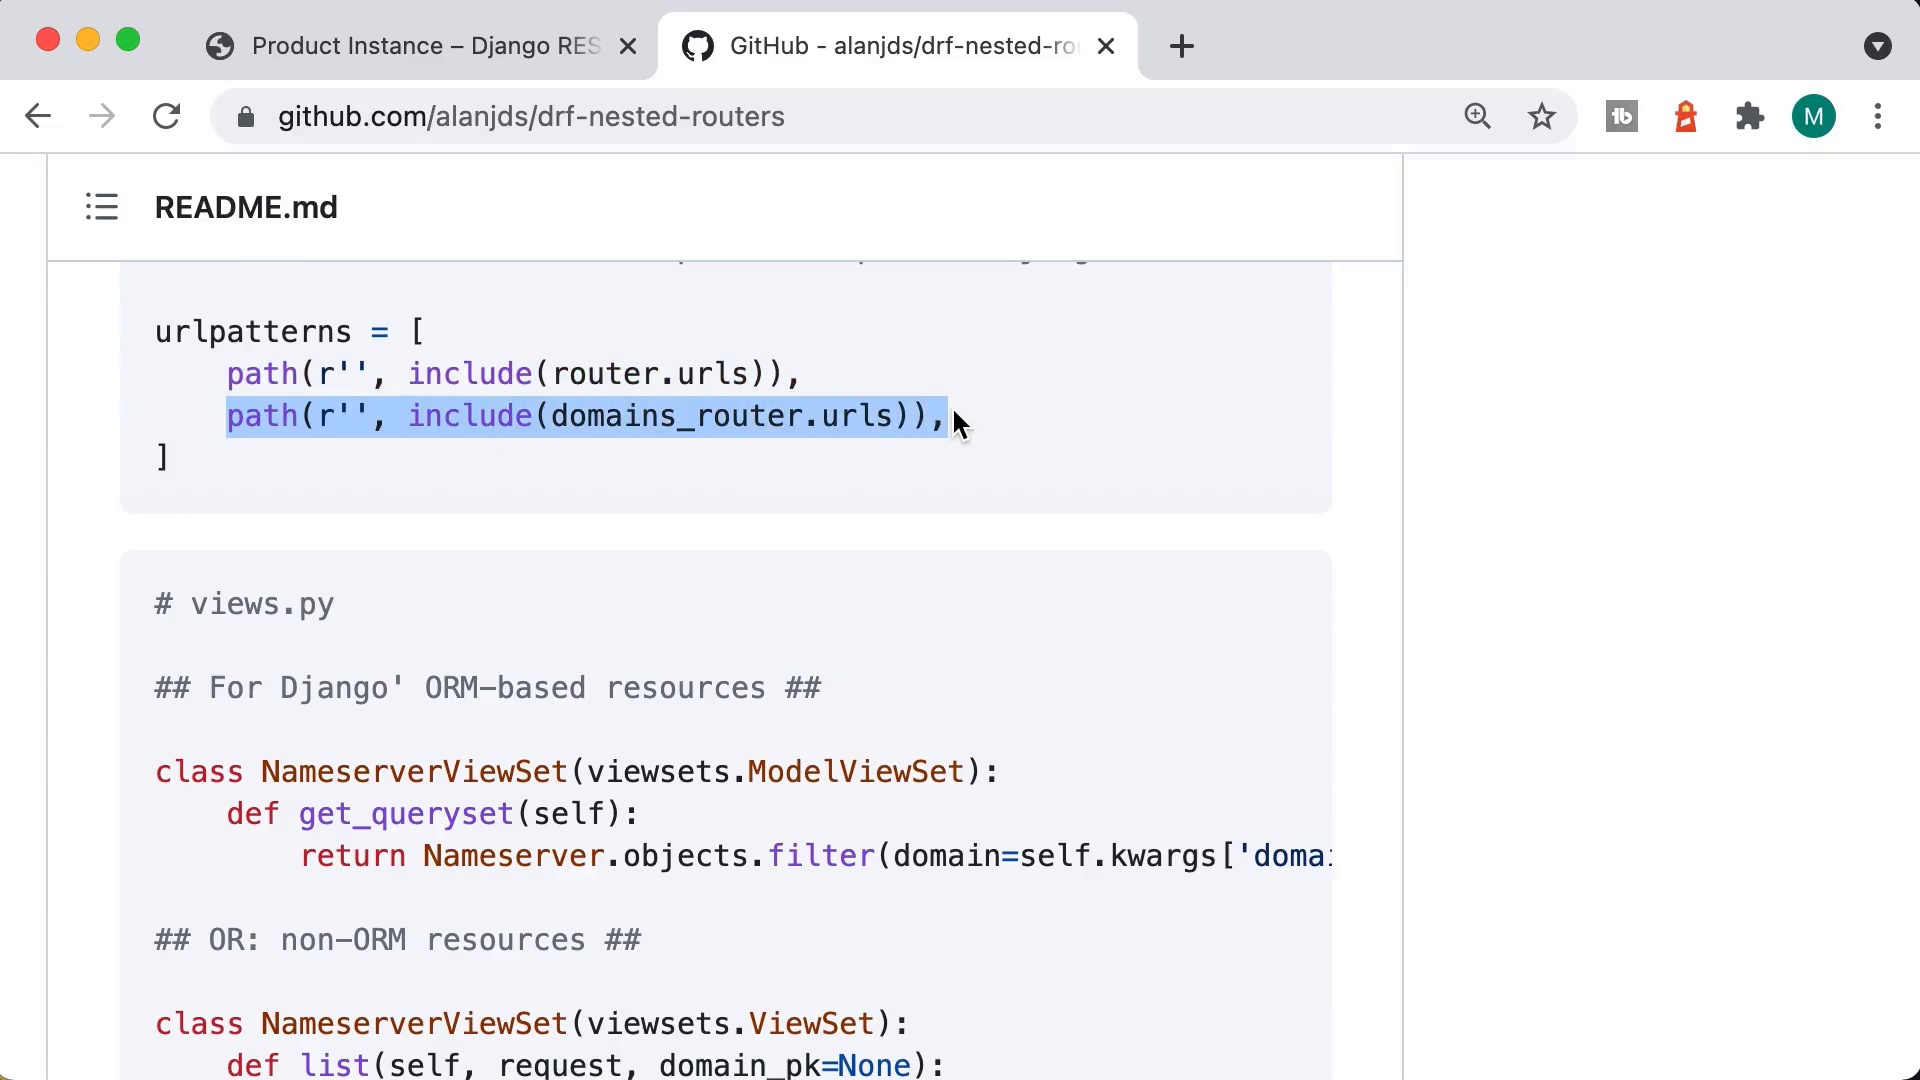 Product Instance – Django RES
GitHub - alanjds/drf-nested-rou
github.com/alanjds/drf-nested-routers
M
README.md
urlpatterns = [
    path(r'', include(router.urls)),
    path(r'', include(domains_router.urls)),
]
# views.py
## For Django' ORM-based resources ##
class NameserverViewSet(viewsets.ModelViewSet):
    def get_queryset(self):
        return Nameserver.objects.filter(domain=self.kwargs['domai
## OR: non-ORM resources ##
class NameserverViewSet(viewsets.ViewSet):
    def list(self, request, domain_pk=None):